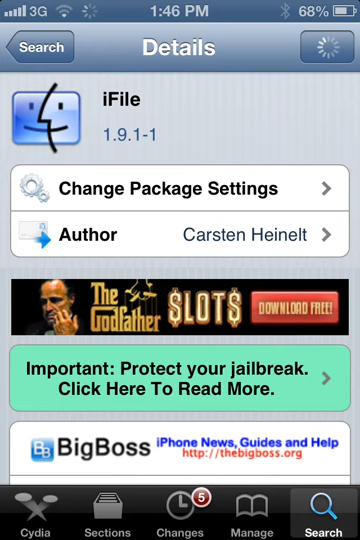 3G 1:46 PM 68%
Search Details
iFile
1.9.1-1
Change Package Settings
Author Carsten Heinelt
The Godfather $LOT$ DOWNLOAD FREE!
Important: Protect your jailbreak.
Click Here To Read More.
BB BigBoss iPhone News, Guides and Help
http://thebigboss.org
5
Cydia Sections Changes Manage Search